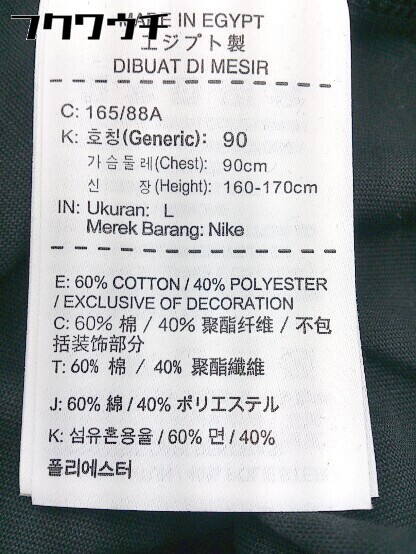 フクウウチ
MADE IN EGYPT
エジプト製
DIBUAT DI MESIR
C: 165/88A
K: 호칭(Generic): 90
가슴둘레(Chest): 90cm
신 장(Height): 160-170cm
IN: Ukuran: L
Merek Barang: Nike
E: 60% COTTON / 40% POLYESTER
/ EXCLUSIVE OF DECORATION
C: 60% 棉 / 40% 聚酯纤维 / 不包
括装饰部分
T: 60% 棉 / 40% 聚酯纖維
J: 60% 綿 / 40% ポリエステル
K: 섬유혼용율 / 60% 면 / 40%
폴리에스터